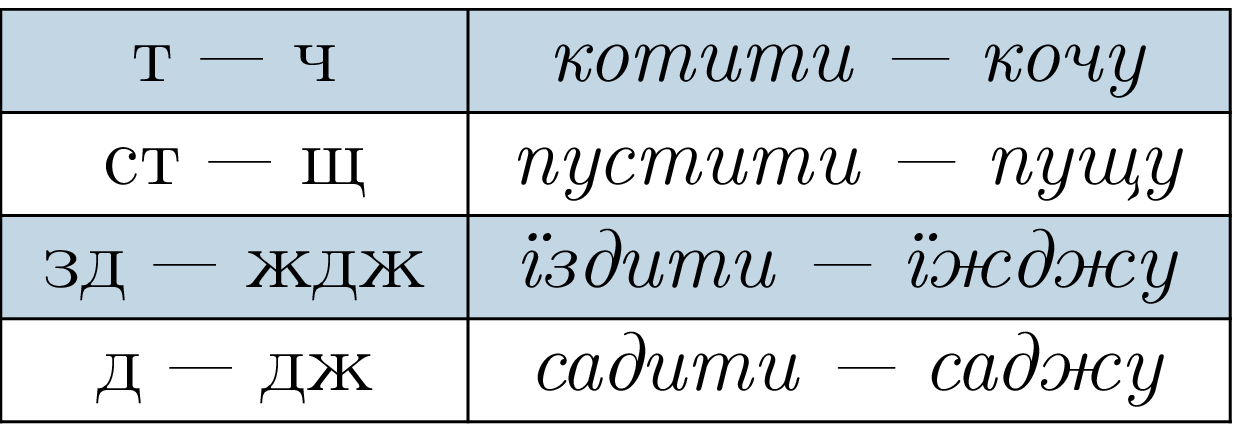 т — ч котити — кочу
ст — щ пустити — пущу
зд — ждж їздити — їжджу
д — дж садити — саджу